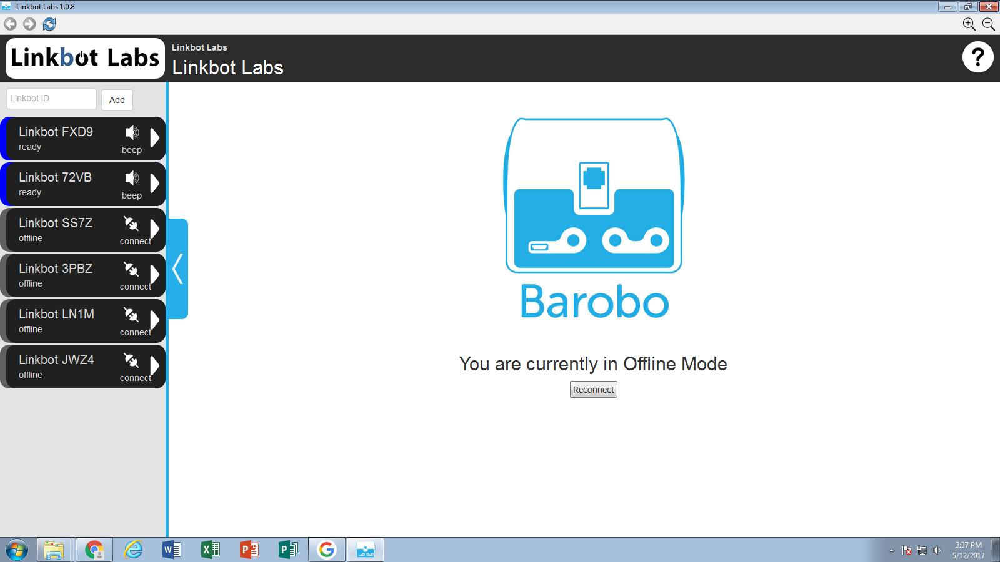 Linkbot Labs 1.0.8
Linkbot Labs
Linkbot Labs
Linkbot Labs
?
Linkbot ID
Add
Linkbot FXD9
ready
beep
Linkbot 72VB
ready
beep
Linkbot SS7Z
offline
connect
Linkbot 3PBZ
offline
connect
Linkbot LN1M
offline
connect
Linkbot JWZ4
offline
connect
Barobo
You are currently in Offline Mode
Reconnect
3:37 PM
5/12/2017